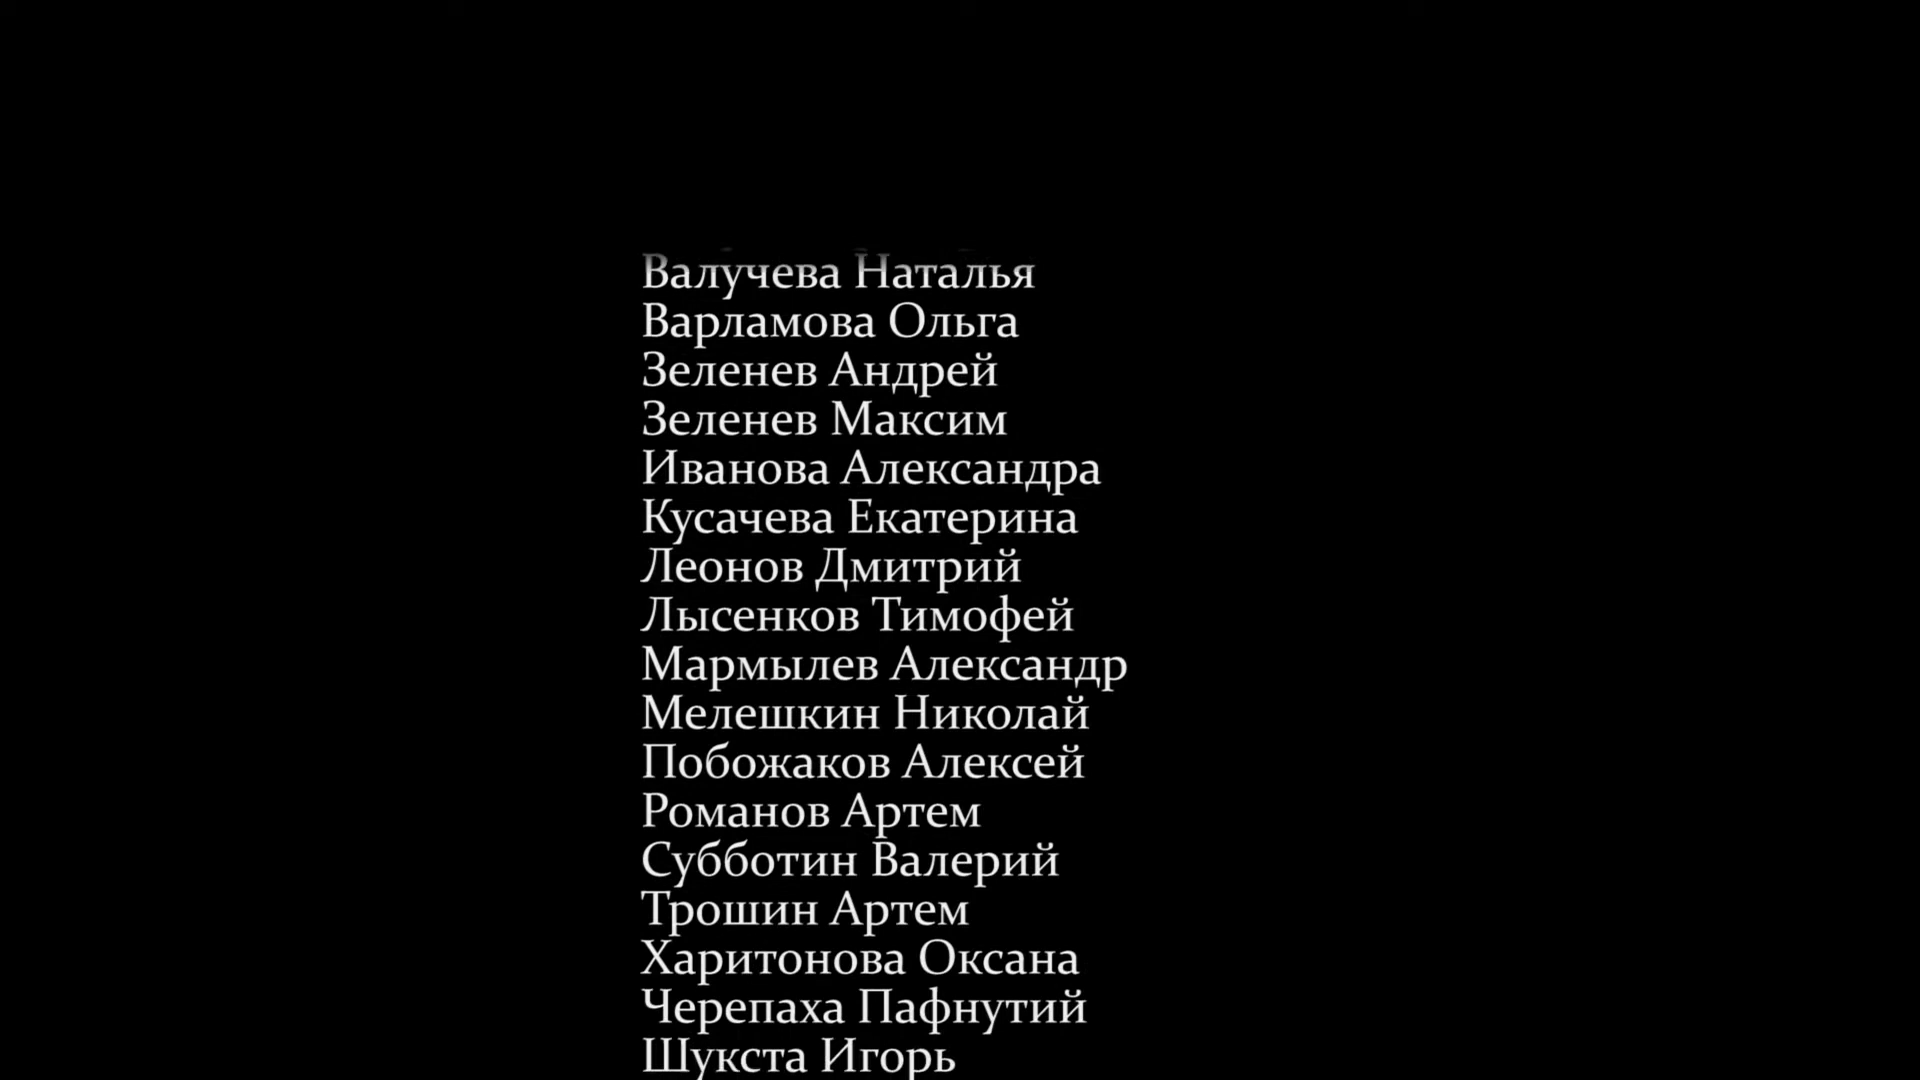 Валучева Наталья
Варламова Ольга
Зеленев Андрей
Зеленев Максим
Иванова Александра
Кусачева Екатерина
Леонов Дмитрий
Лысенков Тимофей
Мармылев Александр
Мелешкин Николай
Побожаков Алексей
Романов Артем
Субботин Валерий
Трошин Артем
Харитонова Оксана
Черепаха Пафнутий
Шукста Игорь